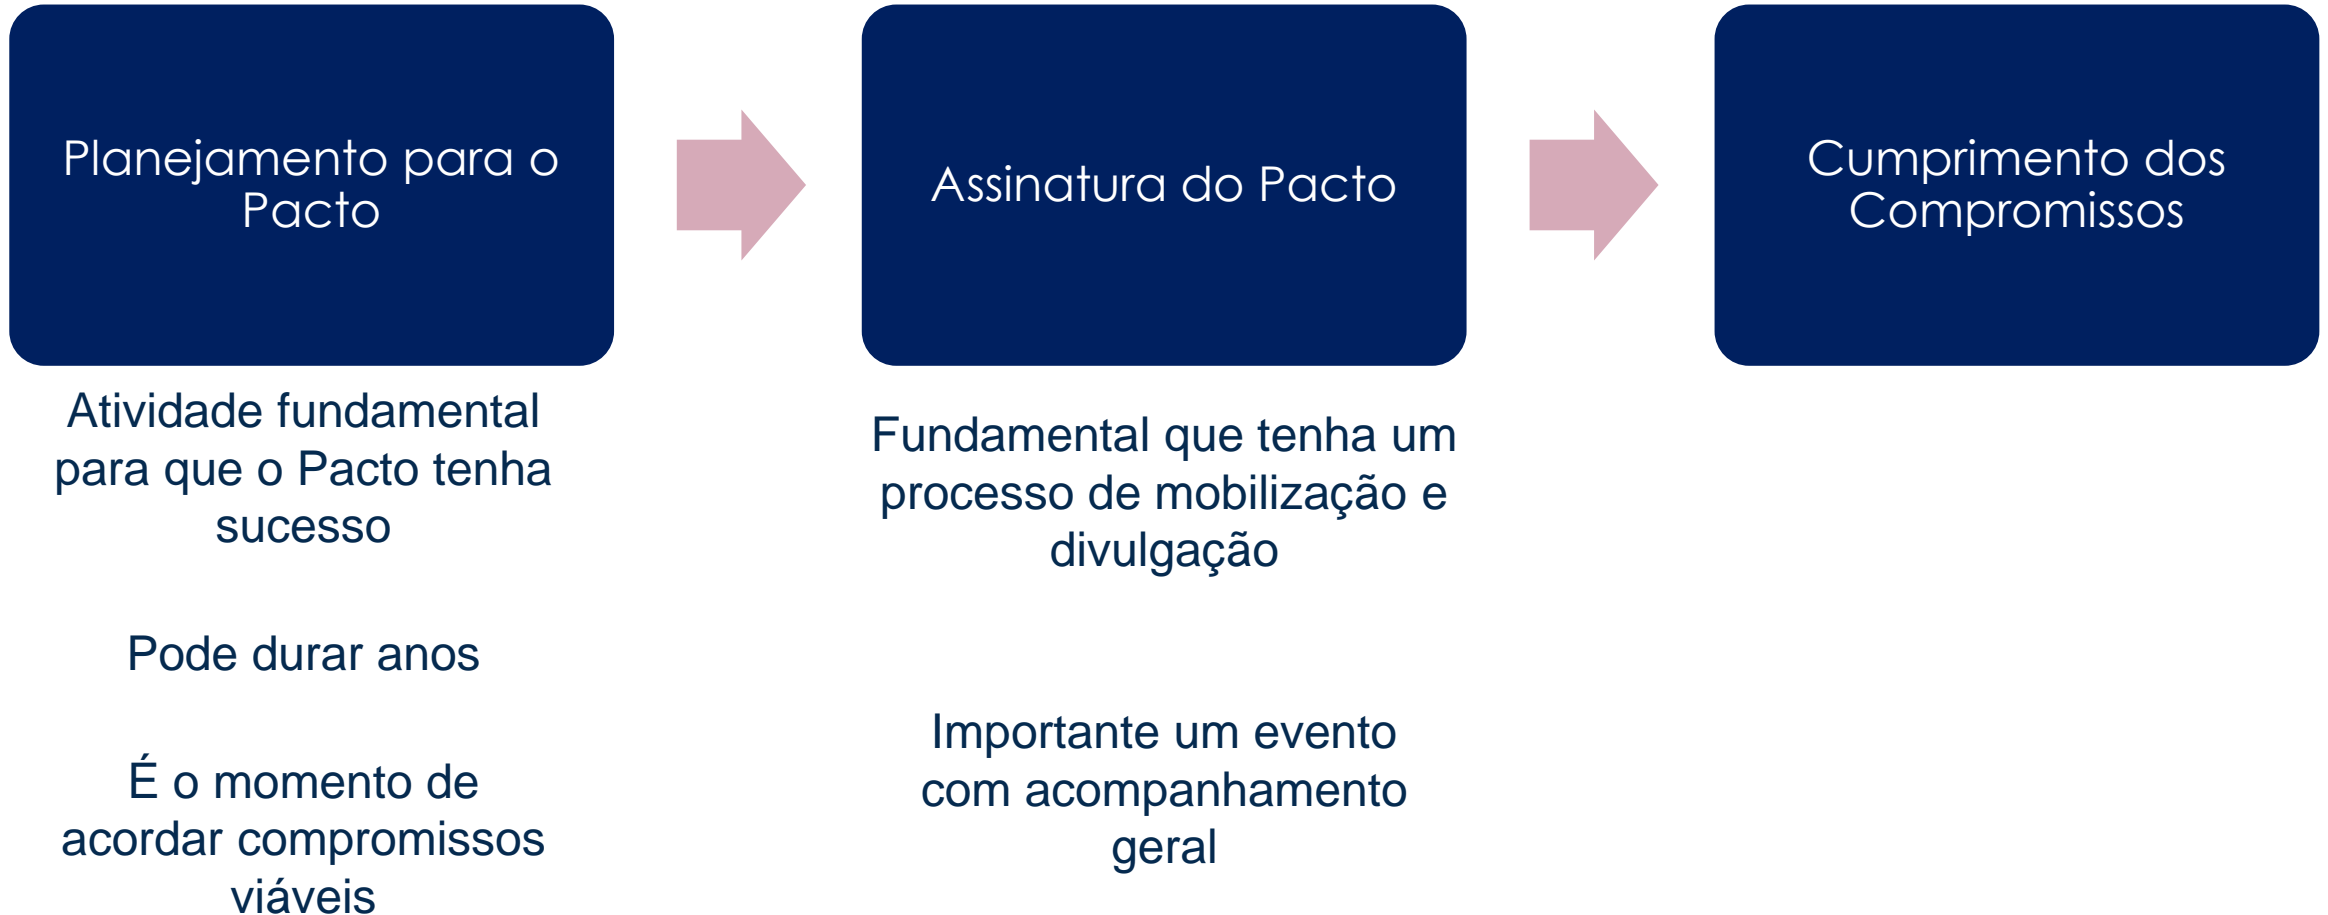 Planejamento para o
Pacto
Assinatura do Pacto
Cumprimento dos
Compromissos
Atividade fundamental
para que o Pacto tenha
sucesso
Pode durar anos
É o momento de
acordar compromissos
viáveis
Fundamental que tenha um
processo de mobilização e
divulgação
Importante um evento
com acompanhamento
geral